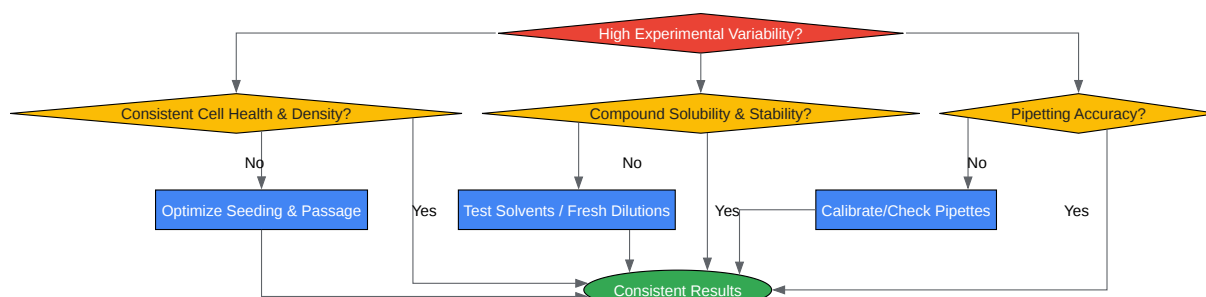 High Experimental Variability?
Consistent Cell Health & Density?
Compound Solubility & Stability?
Pipetting Accuracy?
No
No
No
Optimize Seeding & Passage
Yes
Test Solvents / Fresh Dilutions
Yes
Calibrate/Check Pipettes
Yes
Consistent Results